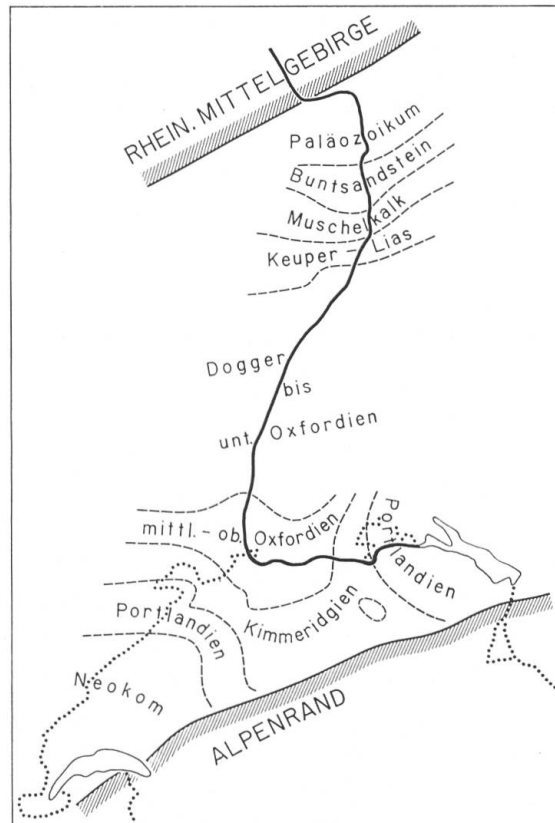 RHEIN. MITTELGEBIRGE
Paläozoikum
Buntsandstein
Muschelkalk
Keuper – Lias
Dogger
bis
unt. Oxfordien
mittl.-ob. Oxfordien
Portlandien
Kimmeridgien
Portlandien
Neokom
ALPENRAND